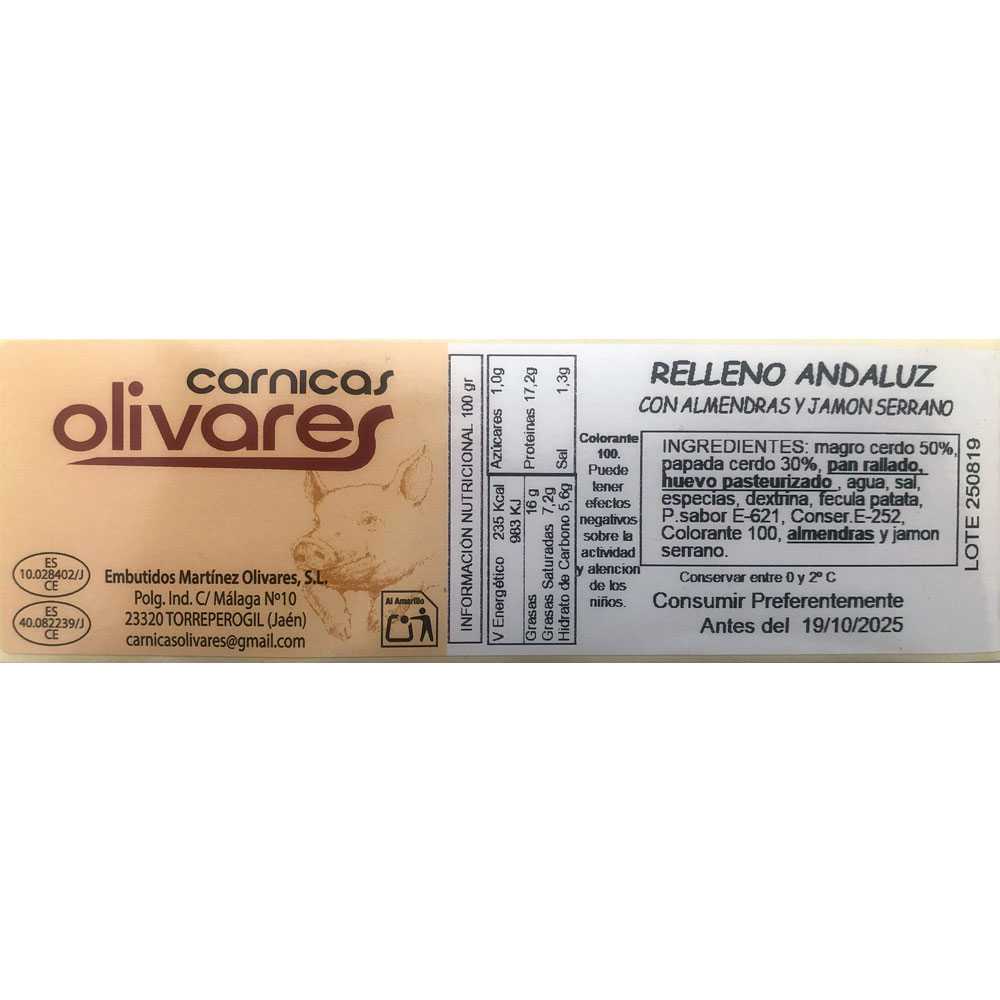 carnicas
olivares
ES
10.028402/J
CE
ES
40.082239/J
CE
Embutidos Martínez Olivares, S.L.
Polg. Ind. C/ Málaga Nº10
23320 TORREPEROGIL (Jaén)
carnicasolivares@gmail.com
Al Amarillo
INFORMACIÓN NUTRICIONAL 100 gr
V Energético 235 Kcal
983 KJ
Azúcares 1,0g
Grasas 16 g
Grasas Saturadas 7,2g
Hidrato de Carbono 5,6g
Proteinas 17,2g
Sal 1,3g
Colorante
100.
Puede
tener
efectos
negativos
sobre la
actividad
y atencion
de los
niños.
RELLENO ANDALUZ
CON ALMENDRAS Y JAMON SERRANO
INGREDIENTES: magro cerdo 50%,
papada cerdo 30%, pan rallado,
huevo pasteurizado , agua, sal,
especias, dextrina, fecula patata,
P.sabor E-621, Conser.E-252,
Colorante 100, almendras y jamon
serrano.
Conservar entre 0 y 2º C
Consumir Preferentemente
Antes del 19/10/2025
LOTE 250819